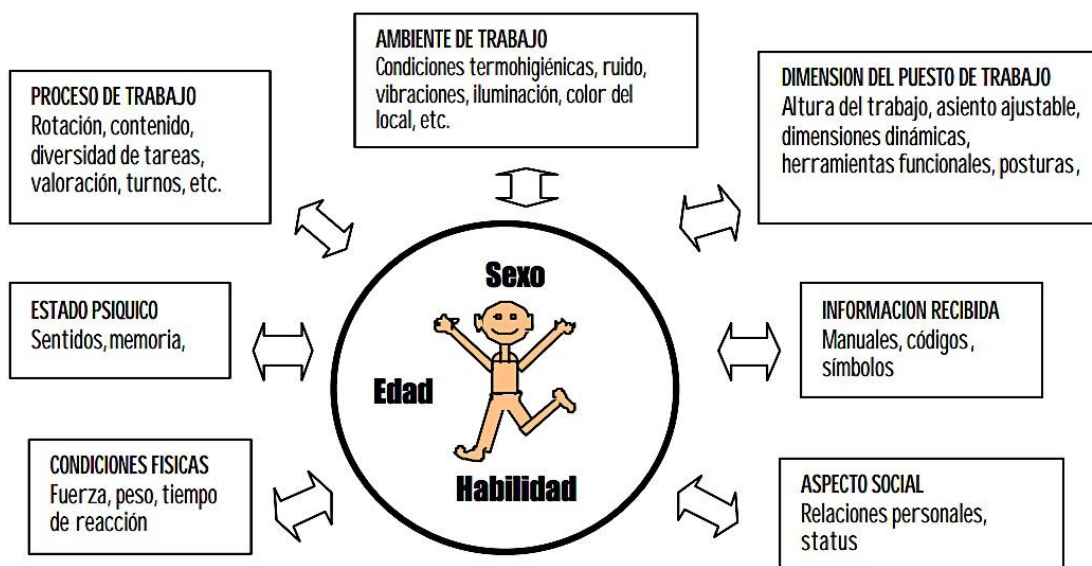 AMBIENTE DE TRABAJO
Condiciones termohigiénicas, ruido,
vibraciones, iluminación, color del
local, etc.
PROCESO DE TRABAJO
Rotación, contenido,
diversidad de tareas,
valoración, turnos, etc.
DIMENSION DEL PUESTO DE TRABAJO
Altura del trabajo, asiento ajustable,
dimensiones dinámicas,
herramientas funcionales, posturas,
ESTADO PSIQUICO
Sentidos, memoria,
Sexo
Edad
Habilidad
INFORMACION RECIBIDA
Manuales, códigos,
símbolos
CONDICIONES FISICAS
Fuerza, peso, tiempo
de reacción
ASPECTO SOCIAL
Relaciones personales,
status